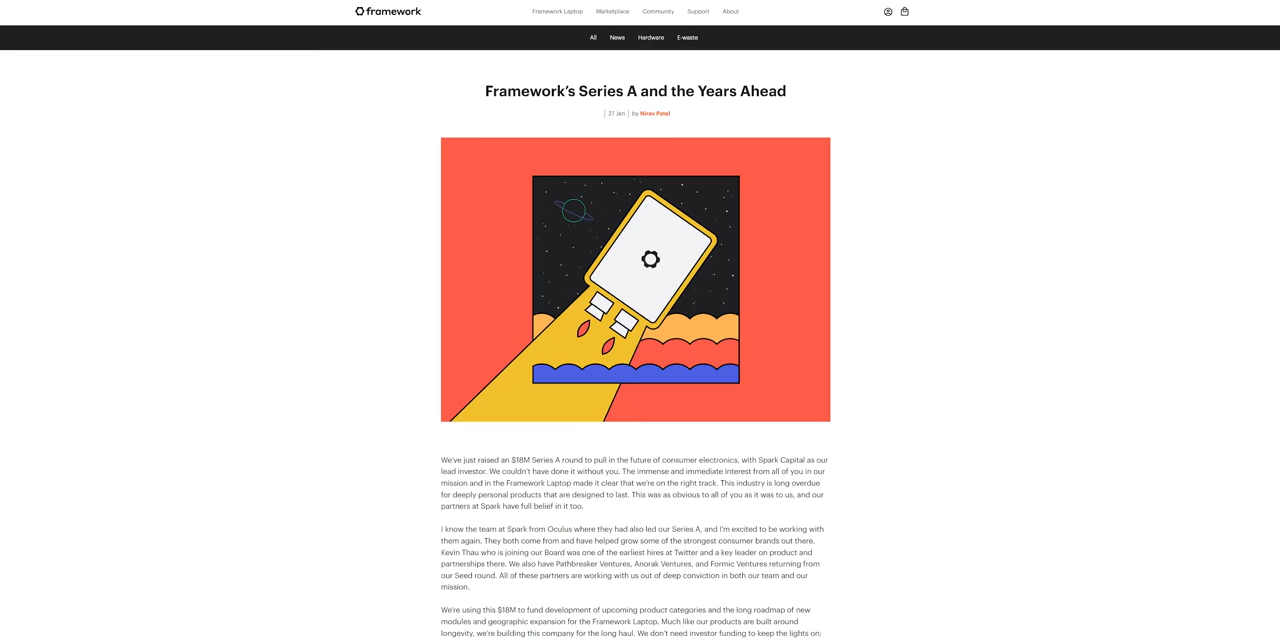 framework
Framework Laptop Marketplace Community Support About
All News Hardware E-waste
Framework's Series A and the Years Ahead
27 Jan by Nirav Patel
We've just raised an $18M Series A round to pull in the future of consumer electronics, with Spark Capital as our
lead investor. We couldn't have done it without you. The immense and immediate interest from all of you in our
mission and in the Framework Laptop made it clear that we're on the right track. This industry is long overdue
for deeply personal products that are designed to last. This was as obvious to all of you as it was to us, and our
partners at Spark have full belief in it too.
I know the team at Spark from Oculus where they had also led our Series A, and I'm excited to be working with
them again. They both come from and have helped grow some of the strongest consumer brands out there.
Kevin Thau who is joining our Board was one of the earliest hires at Twitter and a key leader on product and
partnerships there. We also have Pathbreaker Ventures, Anorak Ventures, and Formic Ventures returning from
our Seed round. All of these partners are working with us out of deep conviction in both our team and our
mission.
We're using this $18M to fund development of upcoming product categories and the long roadmap of new
modules and geographic expansion for the Framework Laptop. Much like our products are built around
longevity, we're building this company for the long haul. We don't need investor funding to keep the lights on;